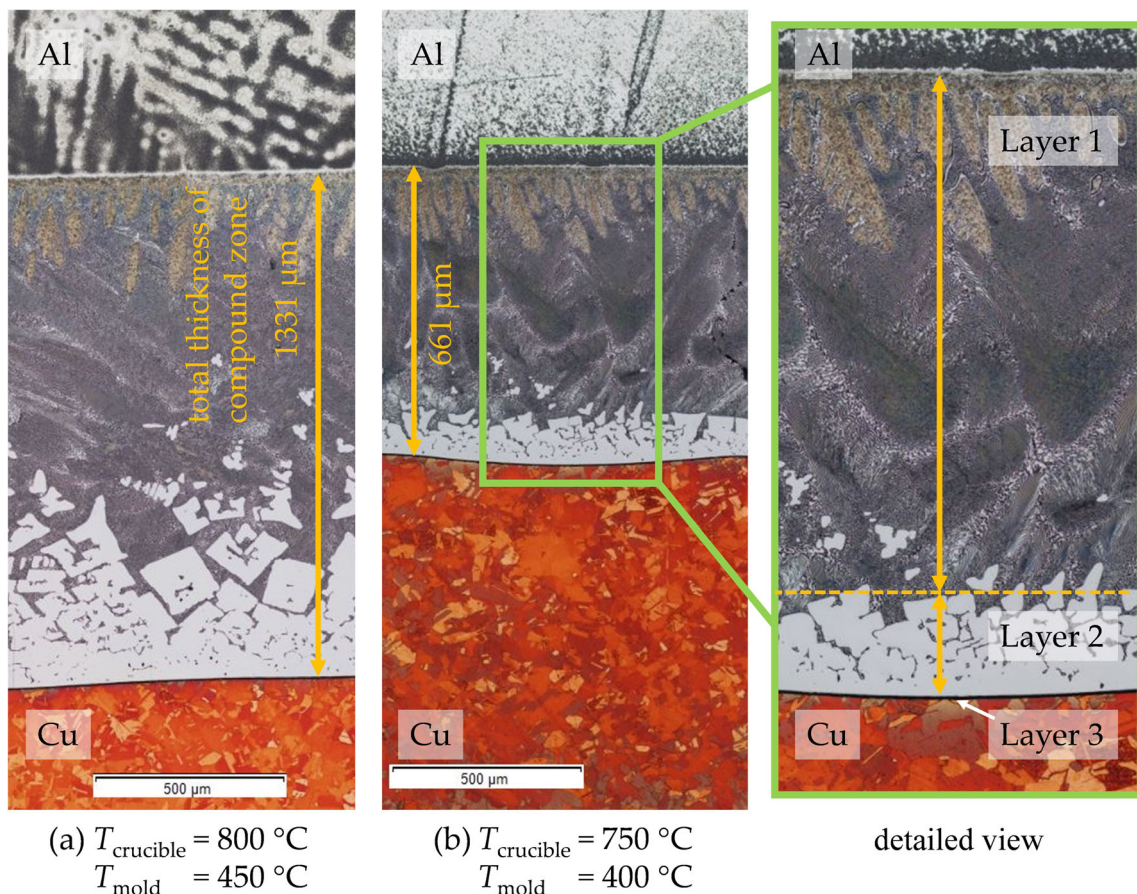 Al
total thickness of
compound zone
1331 µm
Cu
500 µm
(a) T_crucible = 800 °C
T_mold = 450 °C
Al
661 µm
Cu
500 µm
(b) T_crucible = 750 °C
T_mold = 400 °C
Al
Layer 1
Layer 2
Cu
Layer 3
detailed view